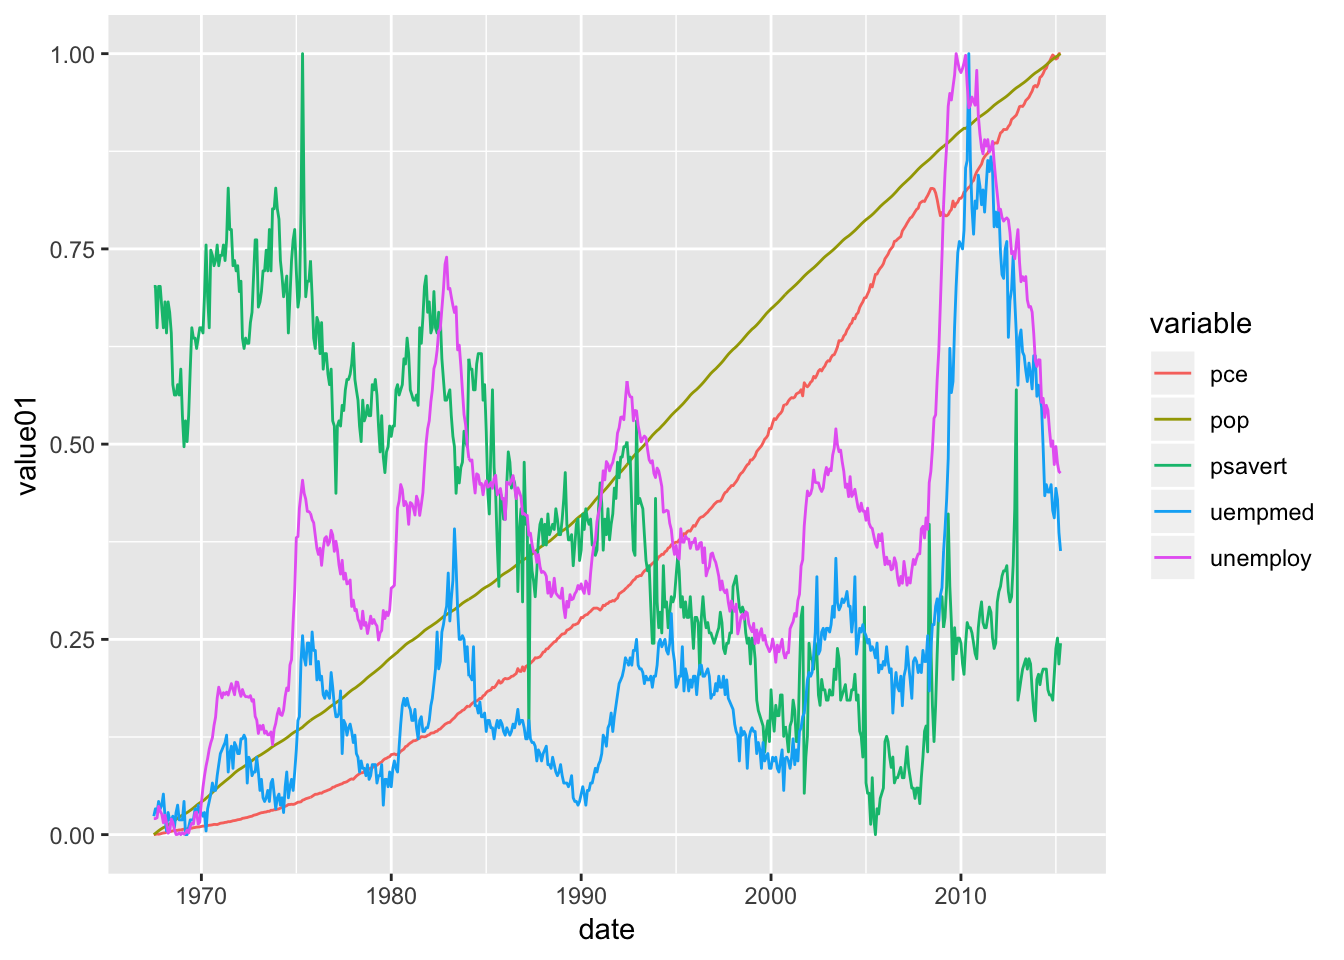 1.00
0.75
0.50
0.25
0.00
value01
1970 1980 1990 2000 2010
date
variable
pce
pop
psavert
uempmed
unemploy